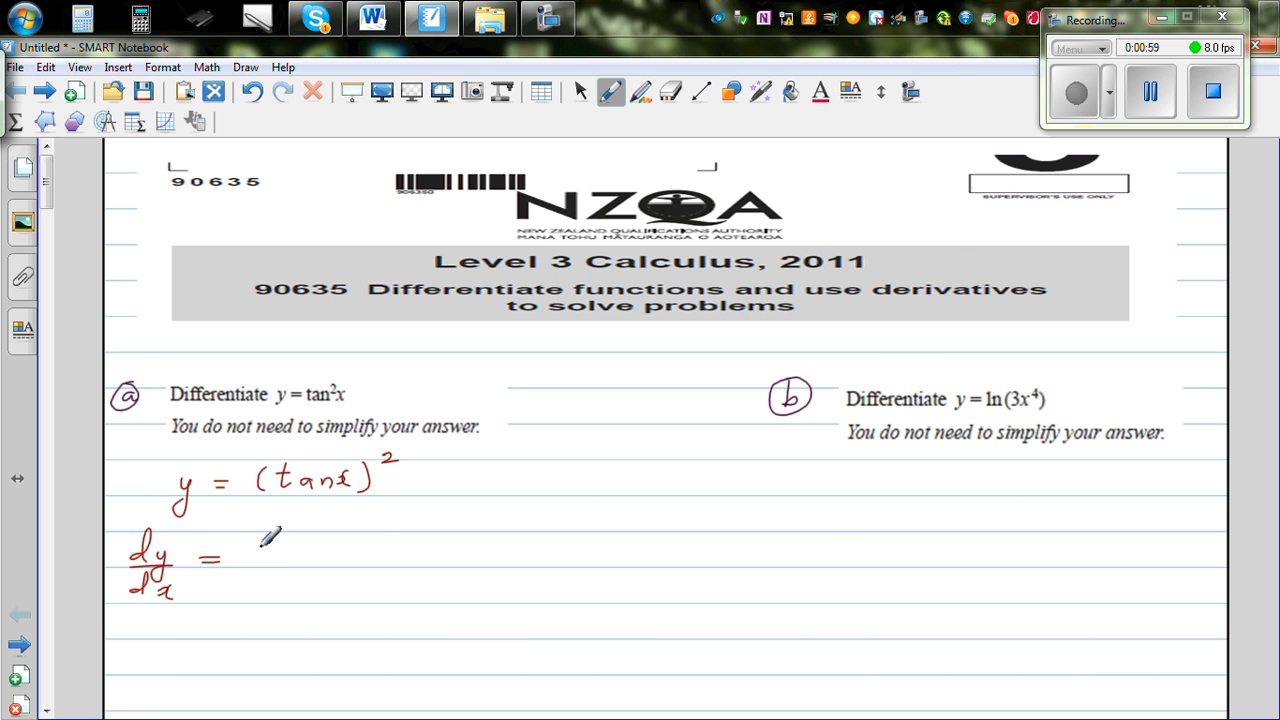 Recording...
Menu
0:00:59
8.0 fps
Untitled * - SMART Notebook
File Edit View Insert Format Math Draw Help
90635
905350
SUPERVISOR'S USE ONLY
NZQA
NEW ZEALAND QUALIFICATIONS AUTHORITY
MANA TOHU MĀTAURANGA O AOTEAROA
Level 3 Calculus, 2011
90635 Differentiate functions and use derivatives
to solve problems
a Differentiate y = tan²x
You do not need to simplify your answer.
b Differentiate y = ln(3x⁴)
You do not need to simplify your answer.
y = (tanx)²
dy/dx =